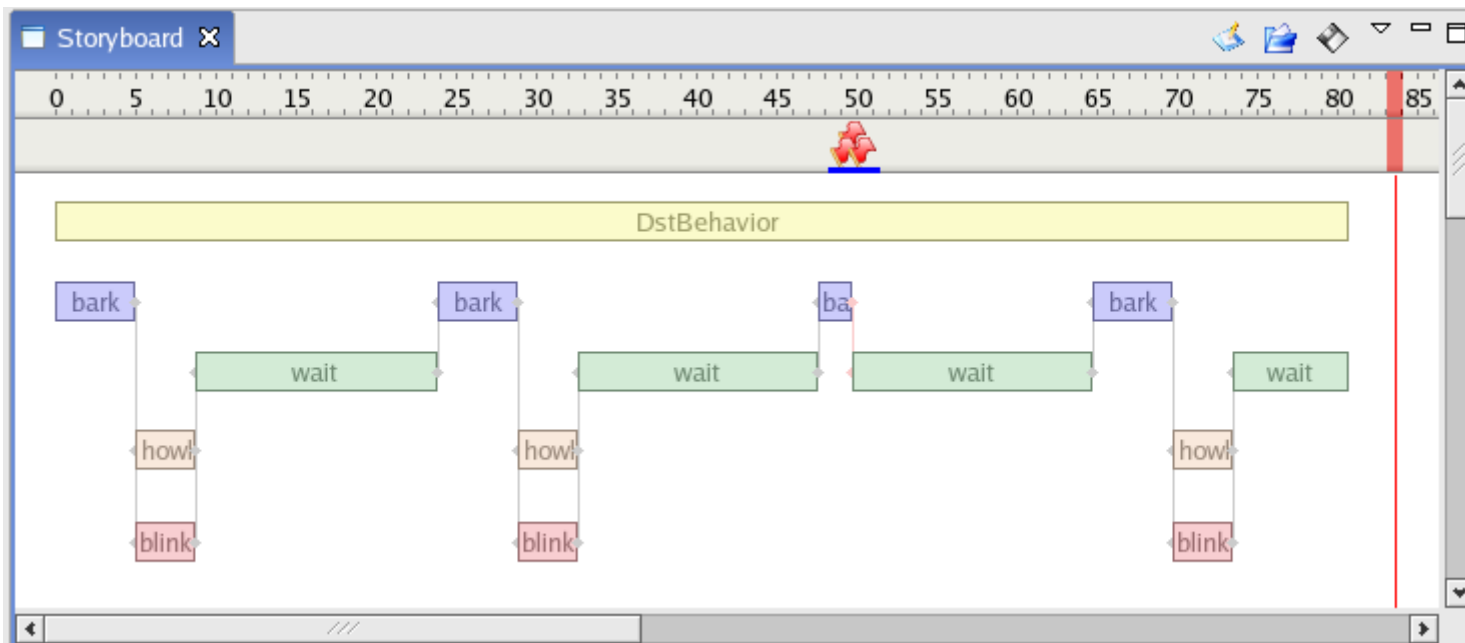 Storyboard
0 5 10 15 20 25 30 35 40 45 50 55 60 65 70 75 80 85
DstBehavior
bark bark ba bark
wait wait wait wait
howl howl howl
blink blink blink